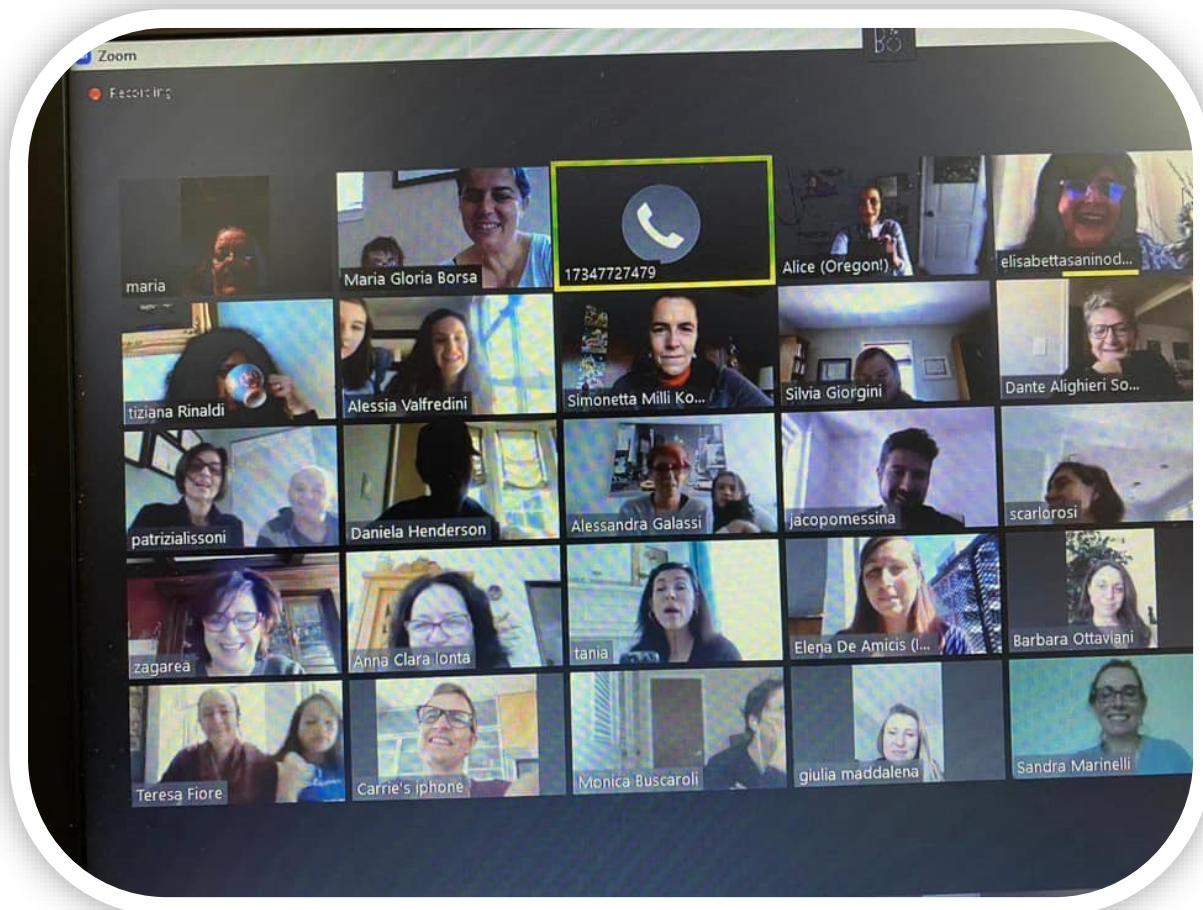 Zoom
Recording
maria
Maria Gloria Borsa
17347727479
Alice (Oregon!)
elisabettasaninod...
tiziana Rinaldi
Alessia Valfredini
Simonetta Milli Ko...
Silvia Giorgini
Dante Alighieri So...
patrizialissoni
Daniela Henderson
Alessandra Galassi
jacopomessina
scarlorosi
zagarea
Anna Clara Ionta
tania
Elena De Amicis (I...
Barbara Ottaviani
Teresa Fiore
Carrie's iphone
Monica Buscaroli
giulia maddalena
Sandra Marinelli